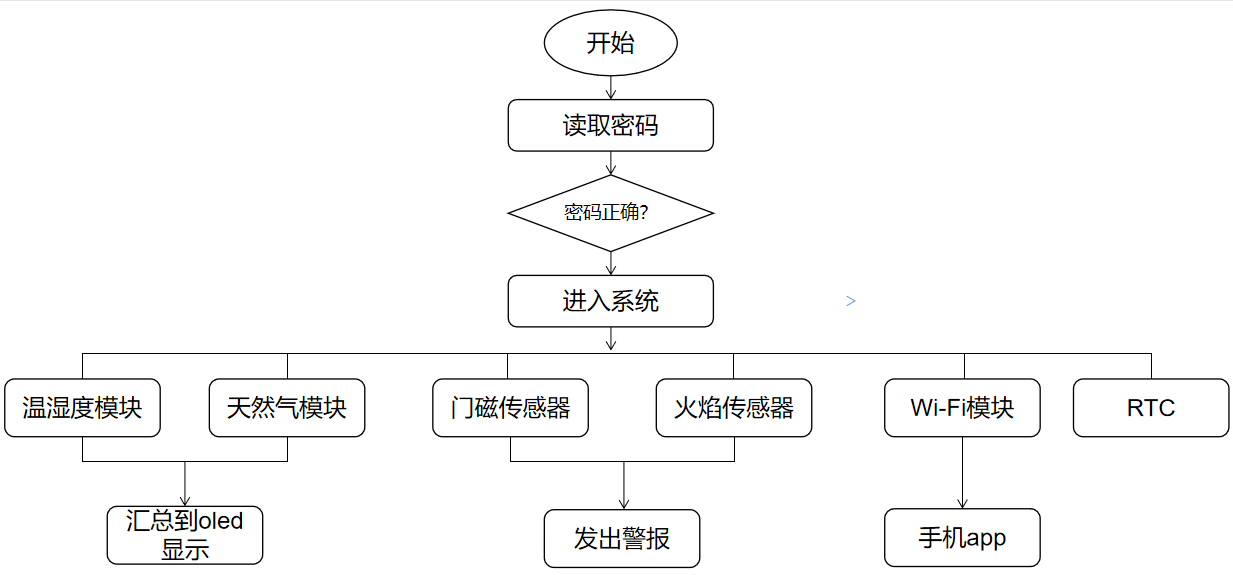 开始
读取密码
密码正确?
进入系统
>
温湿度模块
天然气模块
门磁传感器
火焰传感器
Wi-Fi模块
RTC
汇总到oled
显示
发出警报
手机app